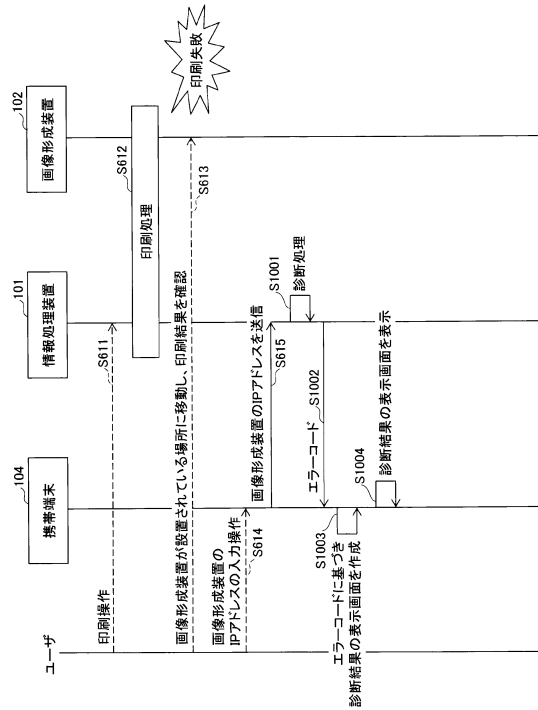 ユーザ
携帯端末
104
情報処理装置
101
画像形成装置
102
印刷操作
S611
印刷処理
S612
画像形成装置が設置されている場所に移動し、印刷結果を確認
S613
印刷失敗
画像形成装置の
IPアドレスの入力操作
S614
画像形成装置のIPアドレスを送信
S615
診断処理
S1001
エラーコード
S1002
エラーコードに基づき
診断結果の表示画面を作成
S1003
診断結果の表示画面を表示
S1004